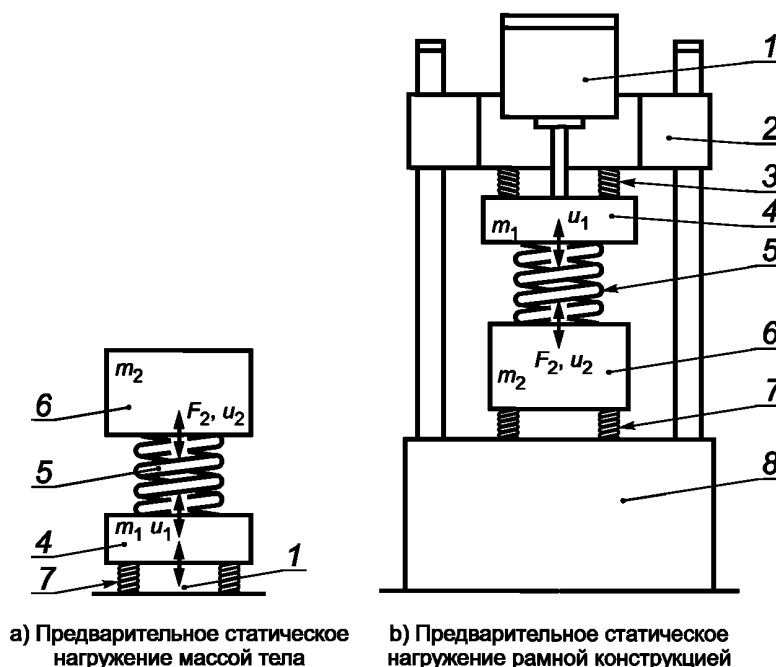 1
2
3
4
m₁ u₁
5
6
m₂ F₂, u₂
7
8
m₂
6
F₂, u₂
5
m₁ u₁
4
7
1
a) Предварительное статическое
нагружение массой тела
b) Предварительное статическое
нагружение рамной конструкцией